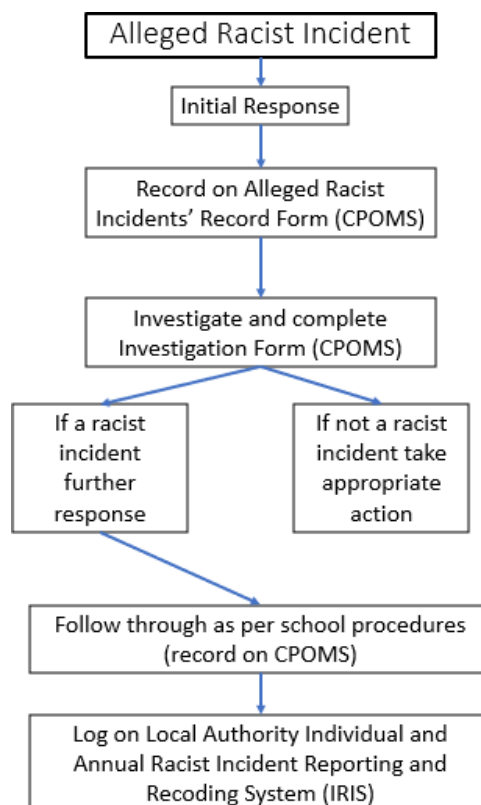 Alleged Racist Incident
Initial Response
Record on Alleged Racist
Incidents’ Record Form (CPOMS)
Investigate and complete
Investigation Form (CPOMS)
If a racist
incident
further
response
If not a racist
incident take
appropriate
action
Follow through as per school procedures
(record on CPOMS)
Log on Local Authority Individual and
Annual Racist Incident Reporting and
Recoding System (IRIS)